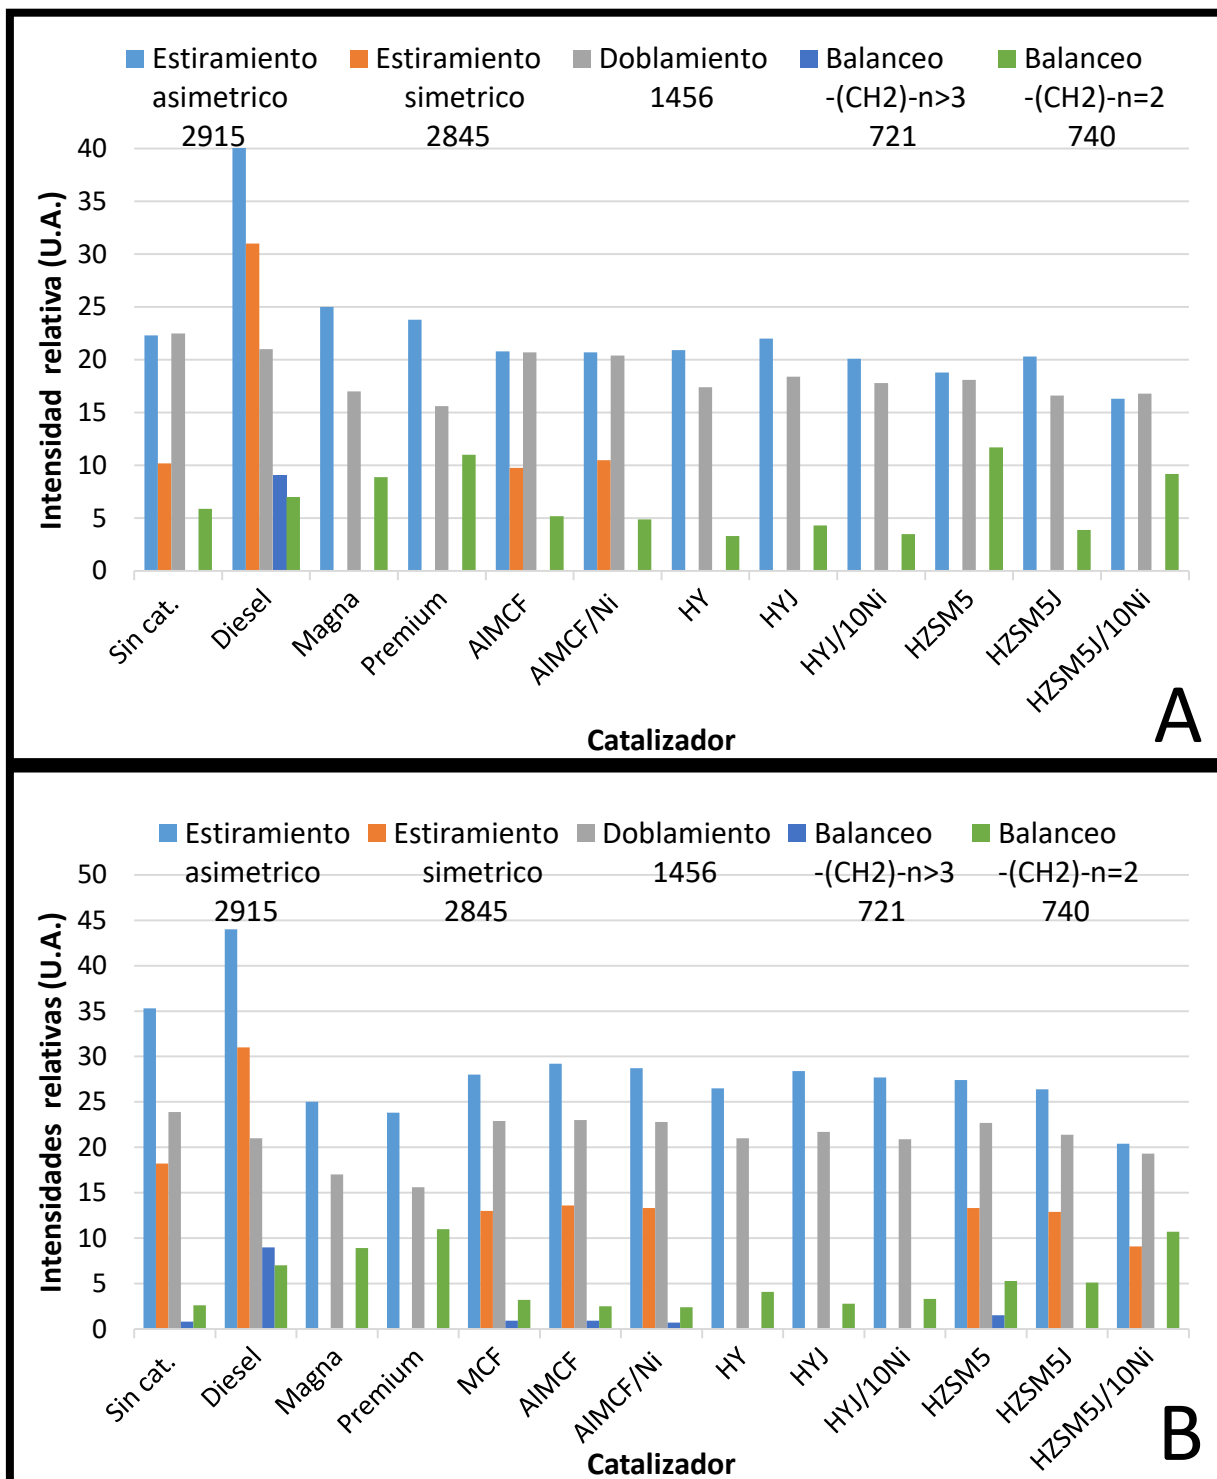 Estiramiento asimetrico 2915
Estiramiento simetrico 2845
Doblamiento 1456
Balanceo -(CH2)-n>3 721
Balanceo -(CH2)-n=2 740
Intensidad relativa (U.A.)
40
35
30
25
20
15
10
5
0
Sin cat.
Diesel
Magna
Premium
AlMCF
AlMCF/Ni
HY
HYJ
HYJ/10Ni
HZSM5
HZSM5J
HZSM5J/10Ni
Catalizador
A
Estiramiento asimetrico 2915
Estiramiento simetrico 2845
Doblamiento 1456
Balanceo -(CH2)-n>3 721
Balanceo -(CH2)-n=2 740
Intensidades relativas (U.A.)
50
45
40
35
30
25
20
15
10
5
0
Sin cat.
Diesel
Magna
Premium
MCF
AlMCF
AlMCF/Ni
HY
HYJ
HYJ/10Ni
HZSM5
HZSM5J
HZSM5J/10Ni
Catalizador
B